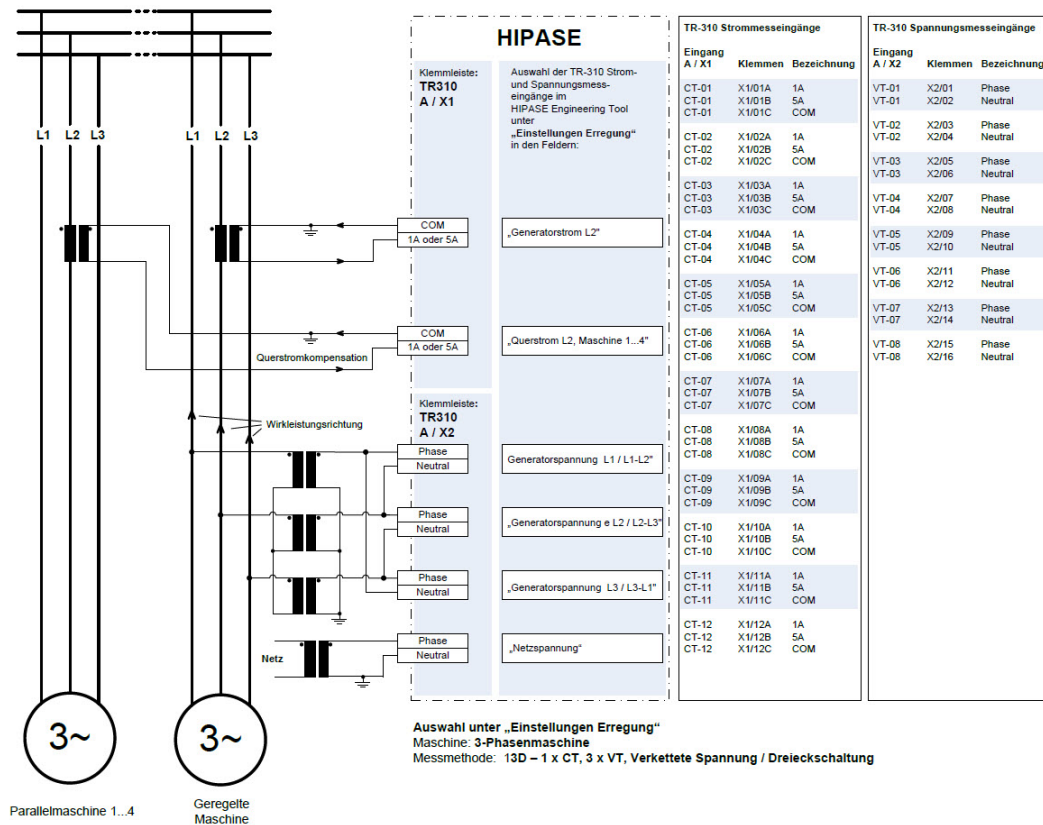 HIPASE
Klemmleiste:
TR310
A / X1
Auswahl der TR-310 Strom-
und Spannungsmess-
eingänge im
HIPASE Engineering Tool
unter
„Einstellungen Erregung"
in den Feldern:
L1
L2
L3
L1
L2
L3
COM
1A oder 5A
„Generatorstrom L2"
COM
1A oder 5A
„Querstrom L2, Maschine 1...4"
Querstromkompensation
Klemmleiste:
TR310
A / X2
Wirkleistungsrichtung
Phase
Neutral
Generatorspannung L1 / L1-L2"
Phase
Neutral
„Generatorspannung e L2 / L2-L3"
Phase
Neutral
„Generatorspannung L3 / L3-L1"
Netz
Phase
Neutral
„Netzspannung"
3~
3~
Parallelmaschine 1...4
Geregelte
Maschine
Auswahl unter „Einstellungen Erregung"
Maschine: 3-Phasenmaschine
Messmethode: 13D – 1 x CT, 3 x VT, Verkettete Spannung / Dreieckschaltung
TR-310 Strommesseingänge
Eingang
A / X1 Klemmen Bezeichnung
CT-01 X1/01A 1A
CT-01 X1/01B 5A
CT-01 X1/01C COM
CT-02 X1/02A 1A
CT-02 X1/02B 5A
CT-02 X1/02C COM
CT-03 X1/03A 1A
CT-03 X1/03B 5A
CT-03 X1/03C COM
CT-04 X1/04A 1A
CT-04 X1/04B 5A
CT-04 X1/04C COM
CT-05 X1/05A 1A
CT-05 X1/05B 5A
CT-05 X1/05C COM
CT-06 X1/06A 1A
CT-06 X1/06B 5A
CT-06 X1/06C COM
CT-07 X1/07A 1A
CT-07 X1/07B 5A
CT-07 X1/07C COM
CT-08 X1/08A 1A
CT-08 X1/08B 5A
CT-08 X1/08C COM
CT-09 X1/09A 1A
CT-09 X1/09B 5A
CT-09 X1/09C COM
CT-10 X1/10A 1A
CT-10 X1/10B 5A
CT-10 X1/10C COM
CT-11 X1/11A 1A
CT-11 X1/11B 5A
CT-11 X1/11C COM
CT-12 X1/12A 1A
CT-12 X1/12B 5A
CT-12 X1/12C COM
TR-310 Spannungsmesseingänge
Eingang
A / X2 Klemmen Bezeichnung
VT-01 X2/01 Phase
VT-01 X2/02 Neutral
VT-02 X2/03 Phase
VT-02 X2/04 Neutral
VT-03 X2/05 Phase
VT-03 X2/06 Neutral
VT-04 X2/07 Phase
VT-04 X2/08 Neutral
VT-05 X2/09 Phase
VT-05 X2/10 Neutral
VT-06 X2/11 Phase
VT-06 X2/12 Neutral
VT-07 X2/13 Phase
VT-07 X2/14 Neutral
VT-08 X2/15 Phase
VT-08 X2/16 Neutral